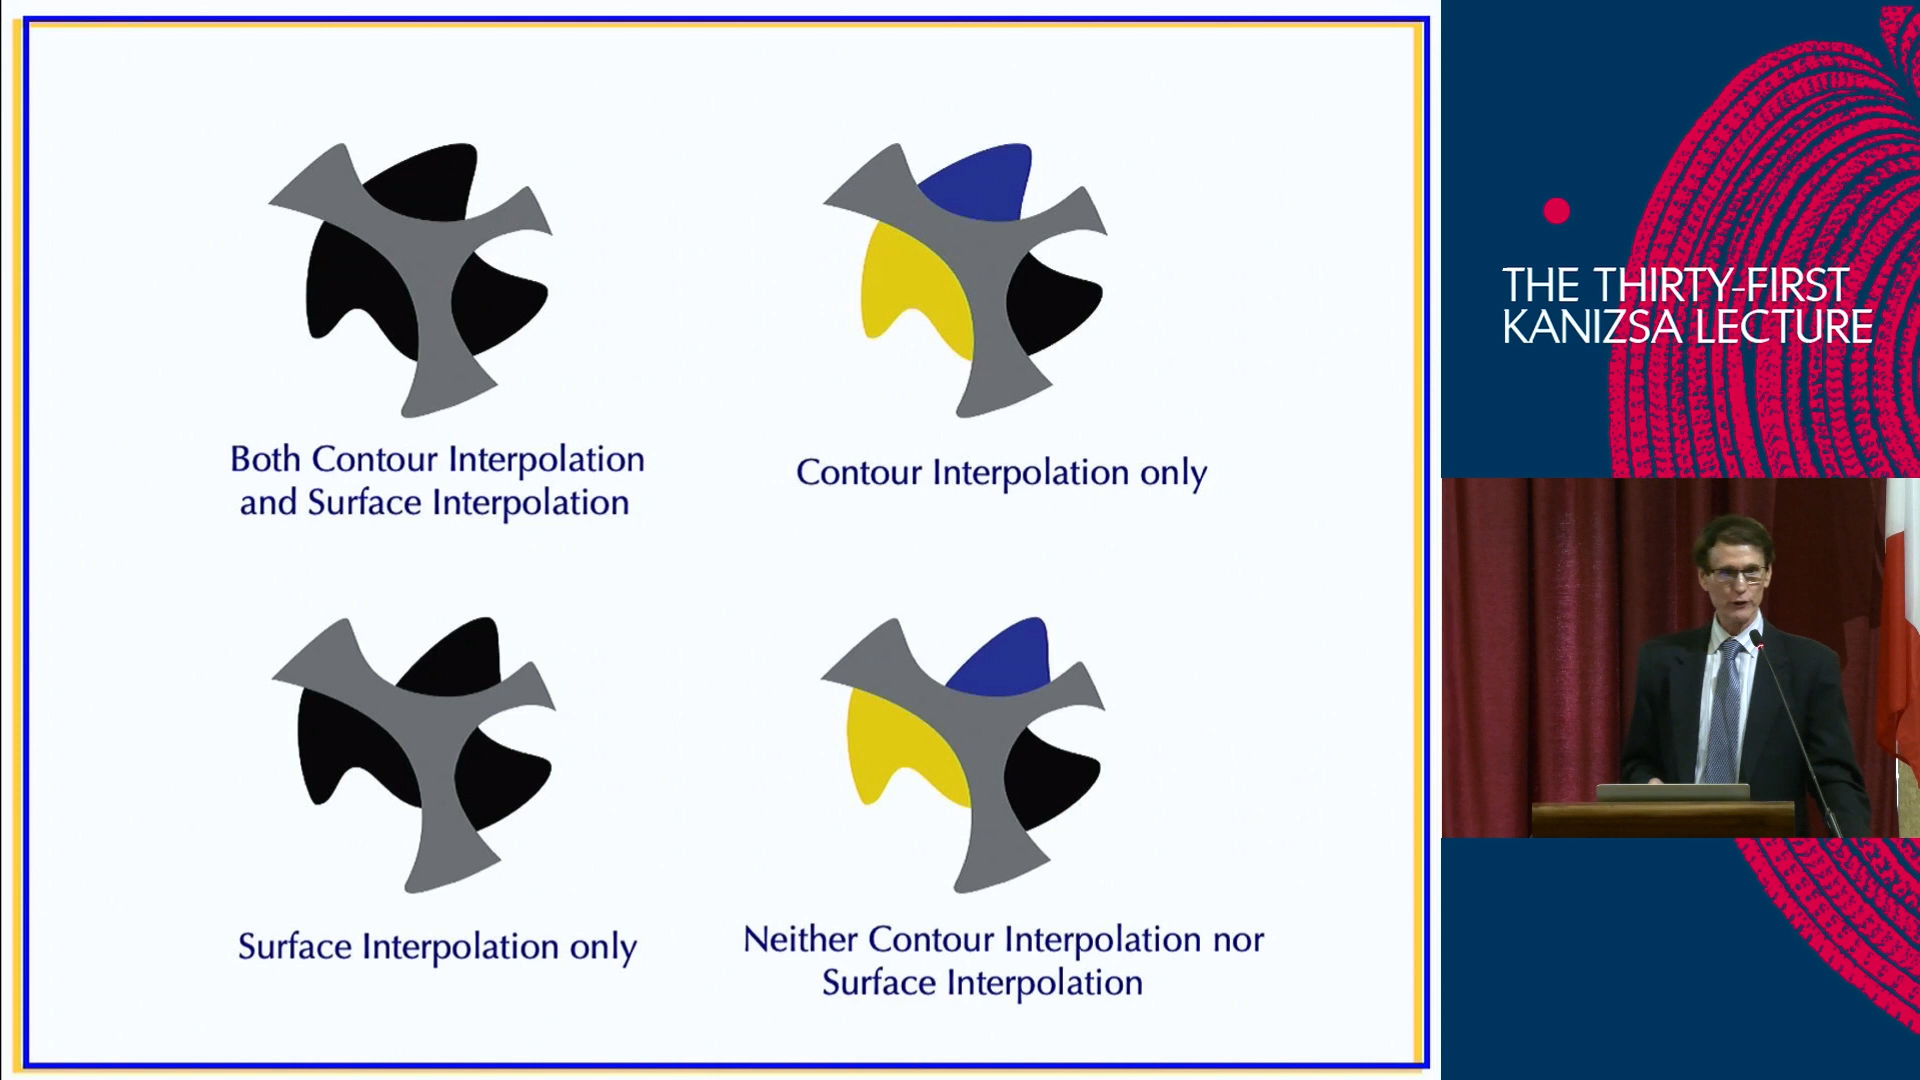 Both Contour Interpolation
and Surface Interpolation
Contour Interpolation only
Surface Interpolation only
Neither Contour Interpolation nor
Surface Interpolation
THE THIRTY-FIRST
KANIZSA LECTURE